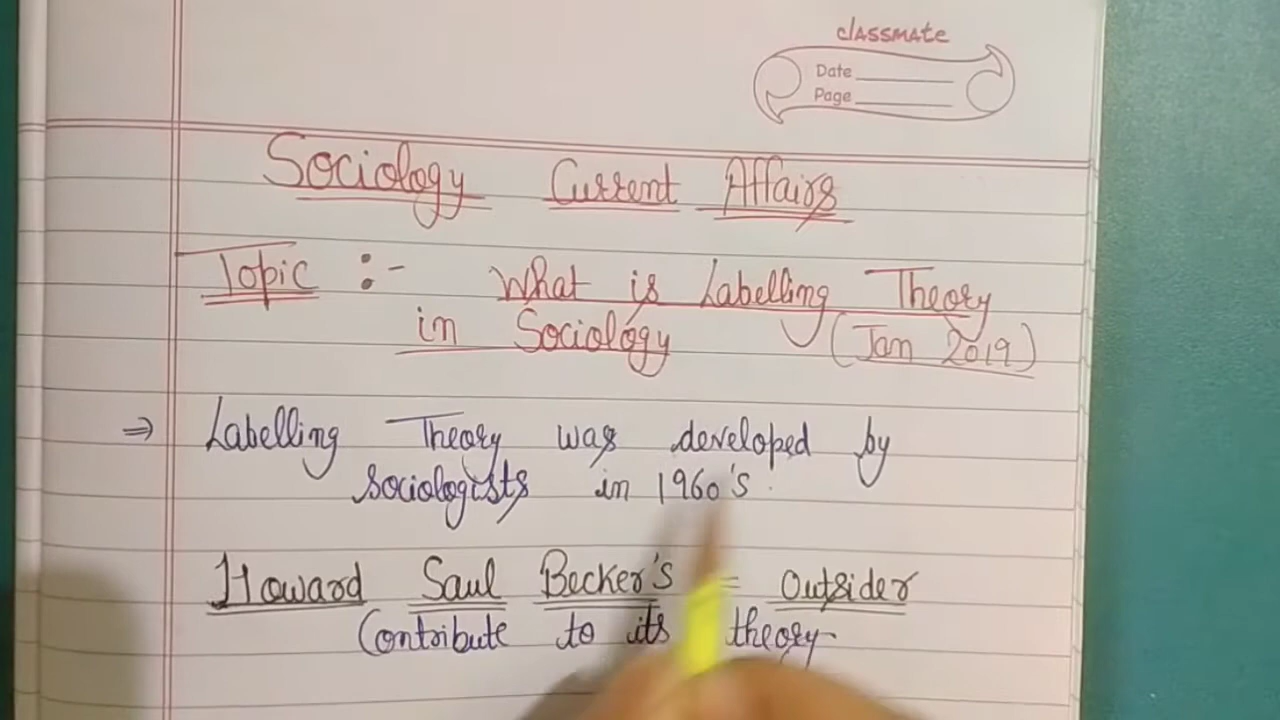 classmate
Date
Page
Sociology Current Affairs
Topic :- What is Labelling Theory
in Sociology (Jan 2019)
⇒ Labelling Theory was developed by
sociologists in 1960's.
Howard Saul Becker's = Outsider
Contribute to its theory